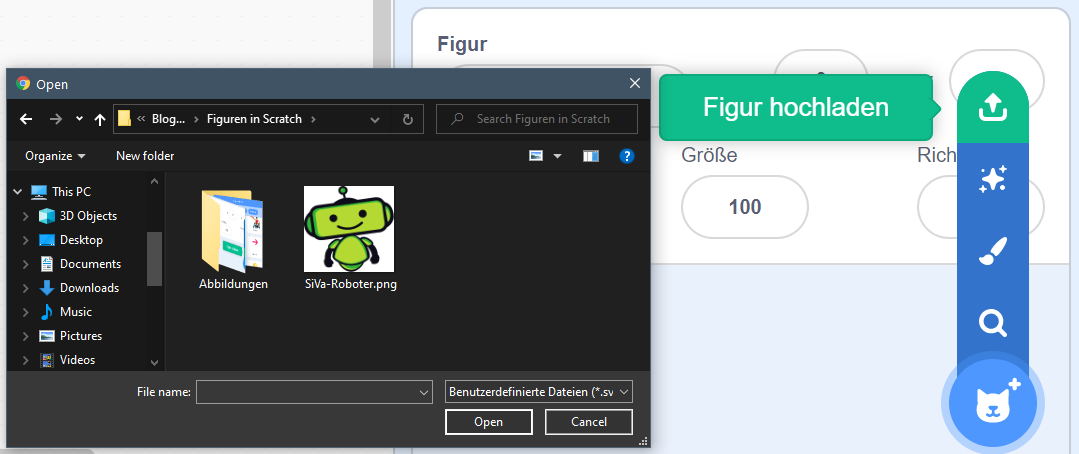 Figur
Open
Figur hochladen
Blog...
Figuren in Scratch
Search Figuren in Scratch
Organize
New folder
Größe
This PC
3D Objects
Desktop
Documents
Downloads
Music
Pictures
Videos
100
Abbildungen
SiVa-Roboter.png
File name:
Benutzerdefinierte Dateien (*.sv
Open
Cancel